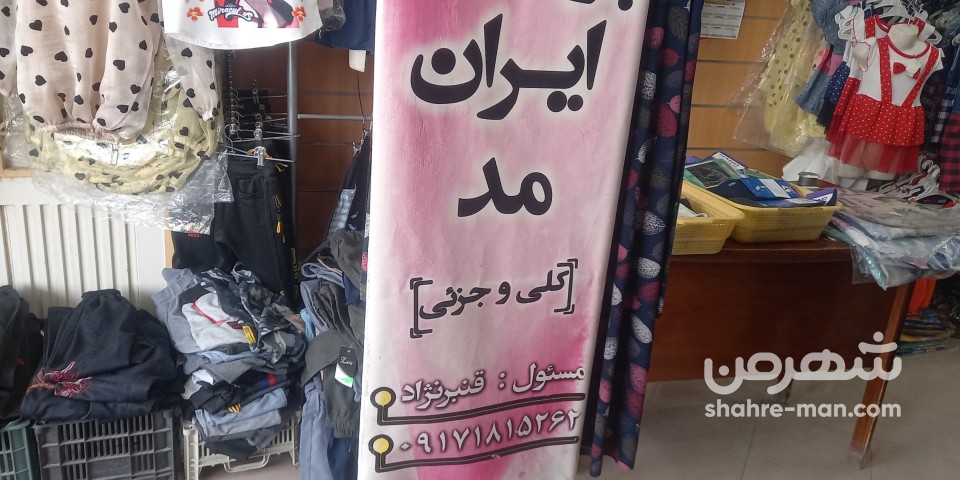 ایران
مد
[کلی و جزئی]
مسئول : قنبرنژاد
۰۹۱۷۱۸۱۵۲۶۲
شهرمن
shahre-man.com